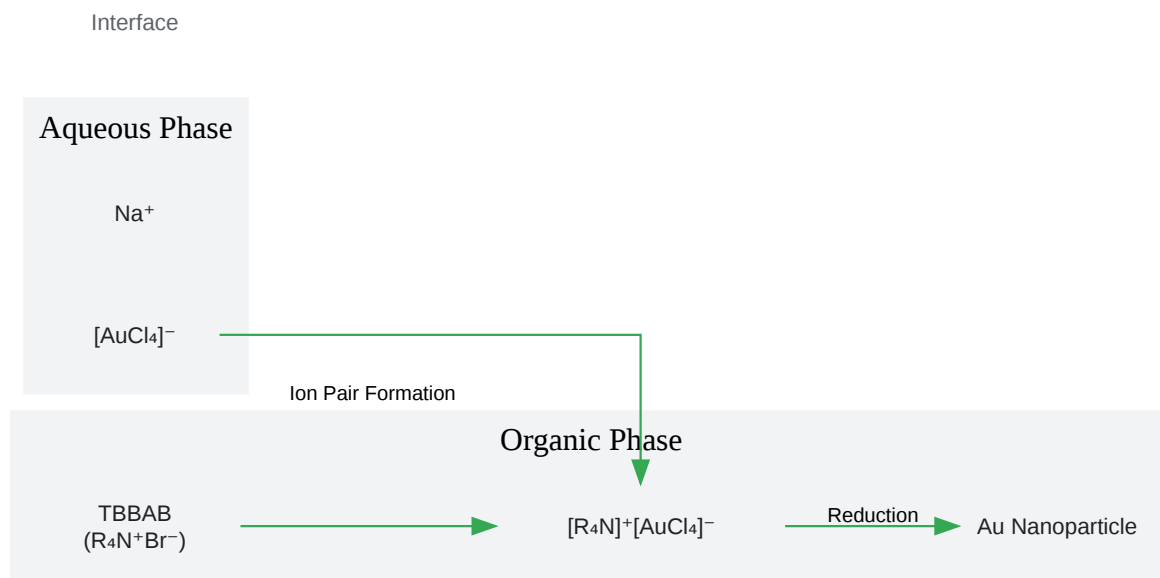 Interface
Aqueous Phase
Na⁺
[AuCl₄]⁻
Ion Pair Formation
Organic Phase
TBBAB
(R₄N⁺Br⁻)
[R₄N]⁺[AuCl₄]⁻
Reduction
Au Nanoparticle